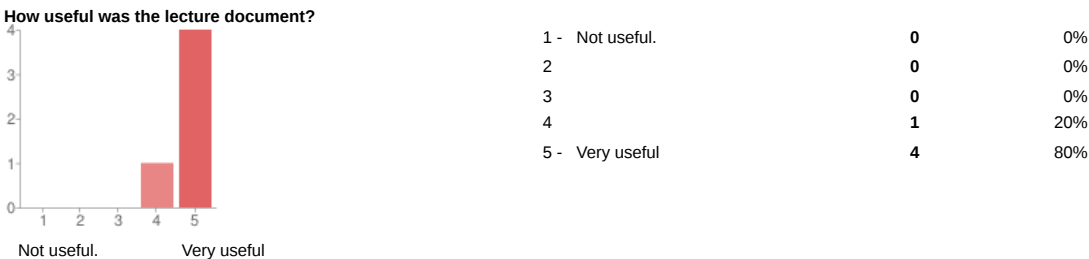 How useful was the lecture document?
4
3
2
1
0
1 2 3 4 5
Not useful. Very useful
1 - Not useful. 0 0%
2 0 0%
3 0 0%
4 1 20%
5 - Very useful 4 80%